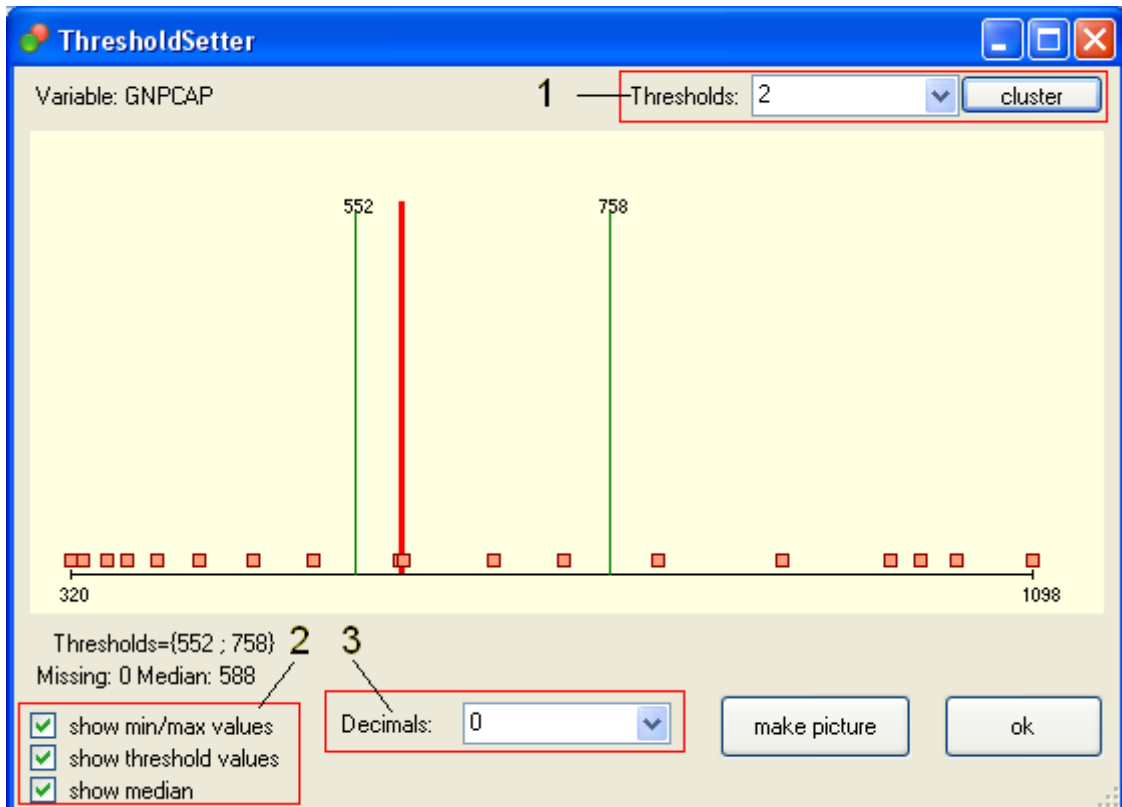 ThresholdSetter
Variable: GNPCAP
1
Thresholds: 2 cluster
552 758
320 1098
Thresholds={552 ; 758} 2 3
Missing: 0 Median: 588
show min/max values
show threshold values
show median
Decimals: 0
make picture
ok